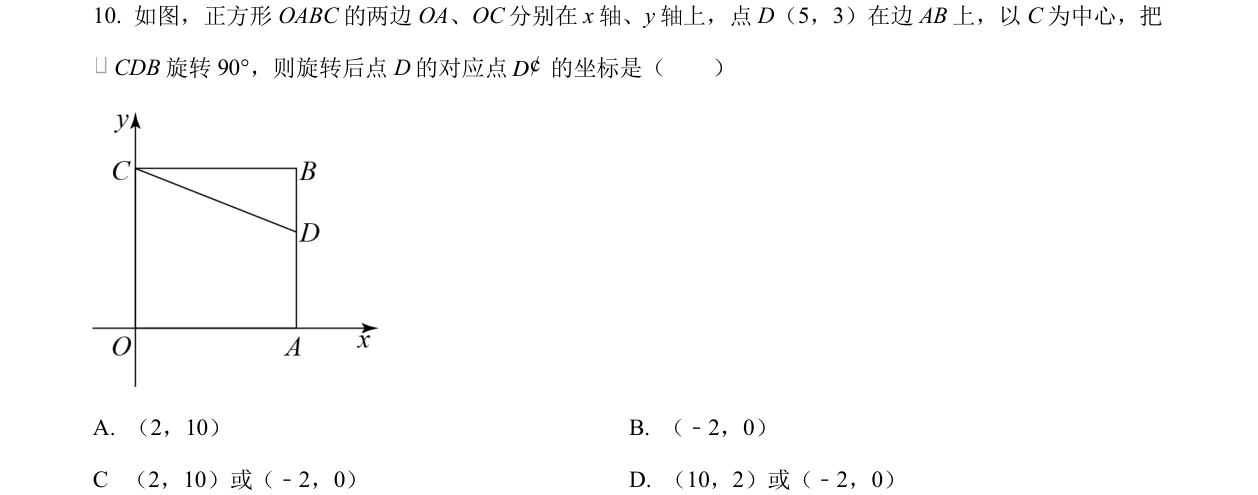 10. 如图，正方形 OABC 的两边 OA、OC 分别在 x 轴、y 轴上，点 D（5，3）在边 AB 上，以 C 为中心，把
□ CDB 旋转 90°，则旋转后点 D 的对应点 D¢ 的坐标是（　　）
y
C B
D
O A x
A. （2，10） B. （﹣2，0）
C （2，10）或（﹣2，0） D. （10，2）或（﹣2，0）